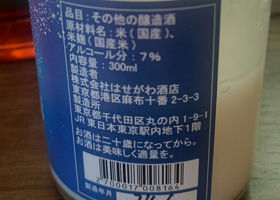 品目：その他の醸造酒
原材料名：米（国産）、
米麹（国産米）
アルコール分：７％
内容量：300ml
製造者
株式会社はせがわ酒店
東京都港区麻布十番 2-3-3
製造所
東京都千代田区丸の内 1-9-1
JR 東日本東京駅内地下1階
お酒は二十歳になってから。
お酒は美味しく適量を。
2700017008164
製造年月